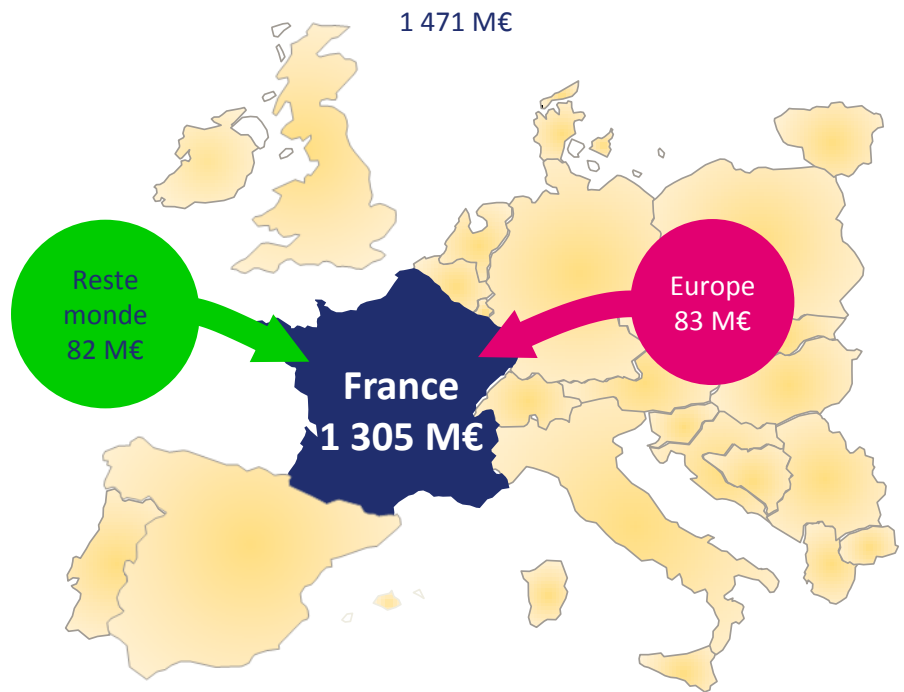 1 471 M€
Reste
monde
82 M€
Europe
83 M€
France
1 305 M€